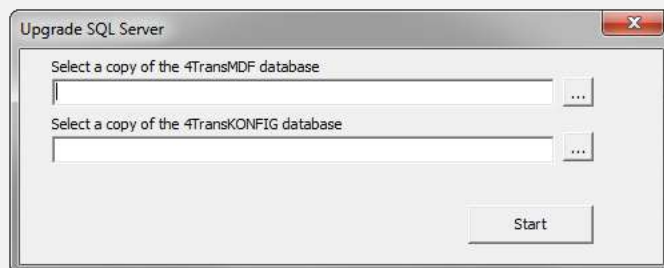 Upgrade SQL Server
Select a copy of the 4TransMDF database
...
Select a copy of the 4TransKONFIG database
...
Start